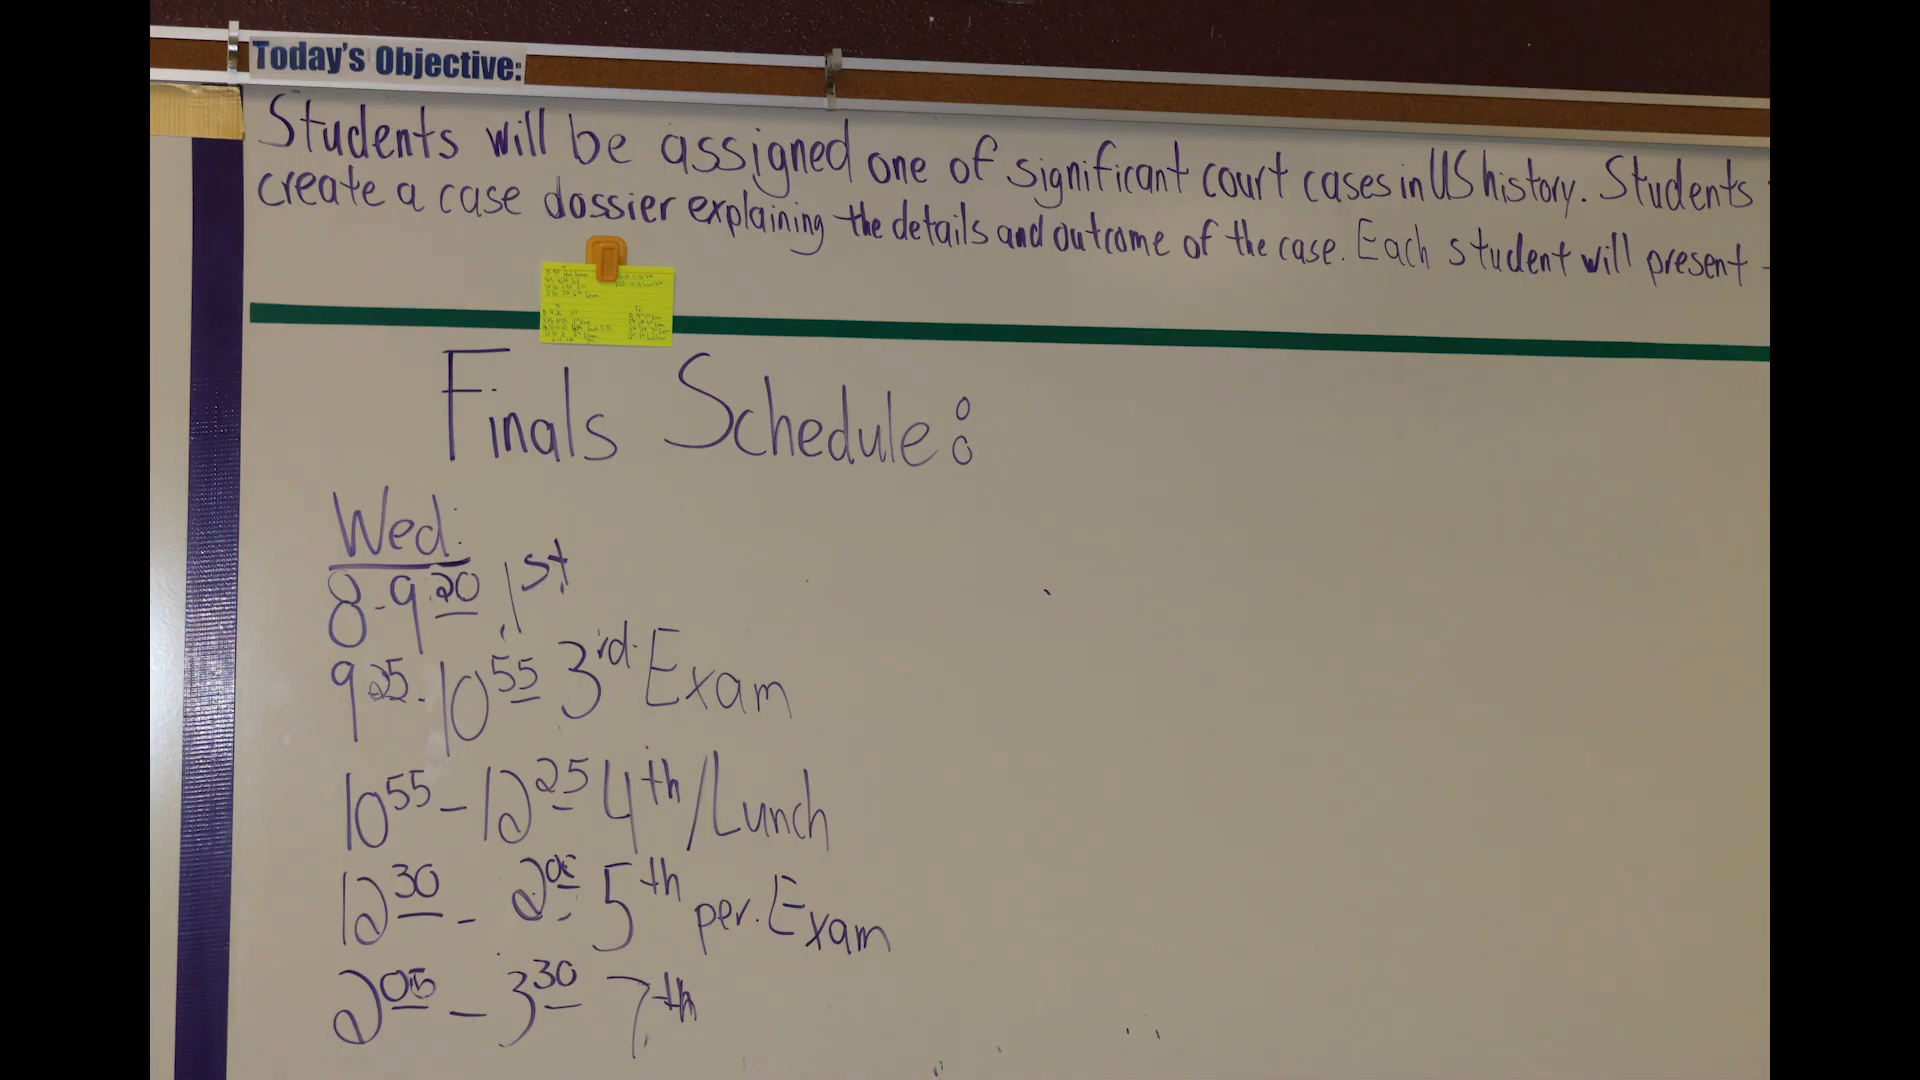 Today's Objective:
Students will be assigned one of significant court cases in US history. Students
create a case dossier explaining the details and outcome of the case. Each student will present -
Finals Schedule:
Wed:
8-9 20 1st
9 25 - 10 55 3rd. Exam
10 55 - 12 25 4th/Lunch
12 30 - 2 05 5th per. Exam
2 05 - 3 30 7th